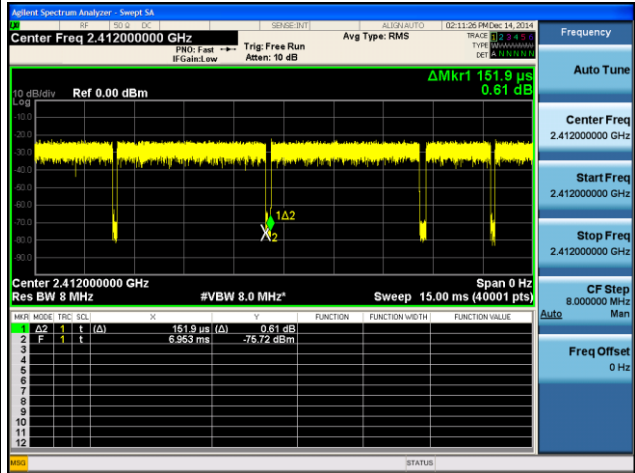 Agilent Spectrum Analyzer - Swept SA
RF 50 Ω DC SENSE:INT ALIGN AUTO 02:11:26 PM Dec 14, 2014
Center Freq 2.412000000 GHz
PNO: Fast
IFGain:Low
Trig: Free Run
Atten: 10 dB
Avg Type: RMS
TRACE 1 2 3 4 5 6
TYPE
DET A N N N N N
ΔMkr1 151.9 µs
0.61 dB
10 dB/div
Log
Ref 0.00 dBm
-10.0
-20.0
-30.0
-40.0
-50.0
-60.0
-70.0
-80.0
-90.0
1Δ2
X2
Center 2.412000000 GHz Span 0 Hz
Res BW 8 MHz #VBW 8.0 MHz* Sweep 15.00 ms (40001 pts)
MKR MODE TRC SCL X Y FUNCTION FUNCTION WIDTH FUNCTION VALUE
1 Δ2 1 t (Δ) 151.9 µs (Δ) 0.61 dB
2 F 1 t 6.953 ms -75.72 dBm
3
4
5
6
7
8
9
10
11
12
MSG STATUS
Frequency
Auto Tune
Center Freq
2.412000000 GHz
Start Freq
2.412000000 GHz
Stop Freq
2.412000000 GHz
CF Step
8.000000 MHz
Auto Man
Freq Offset
0 Hz